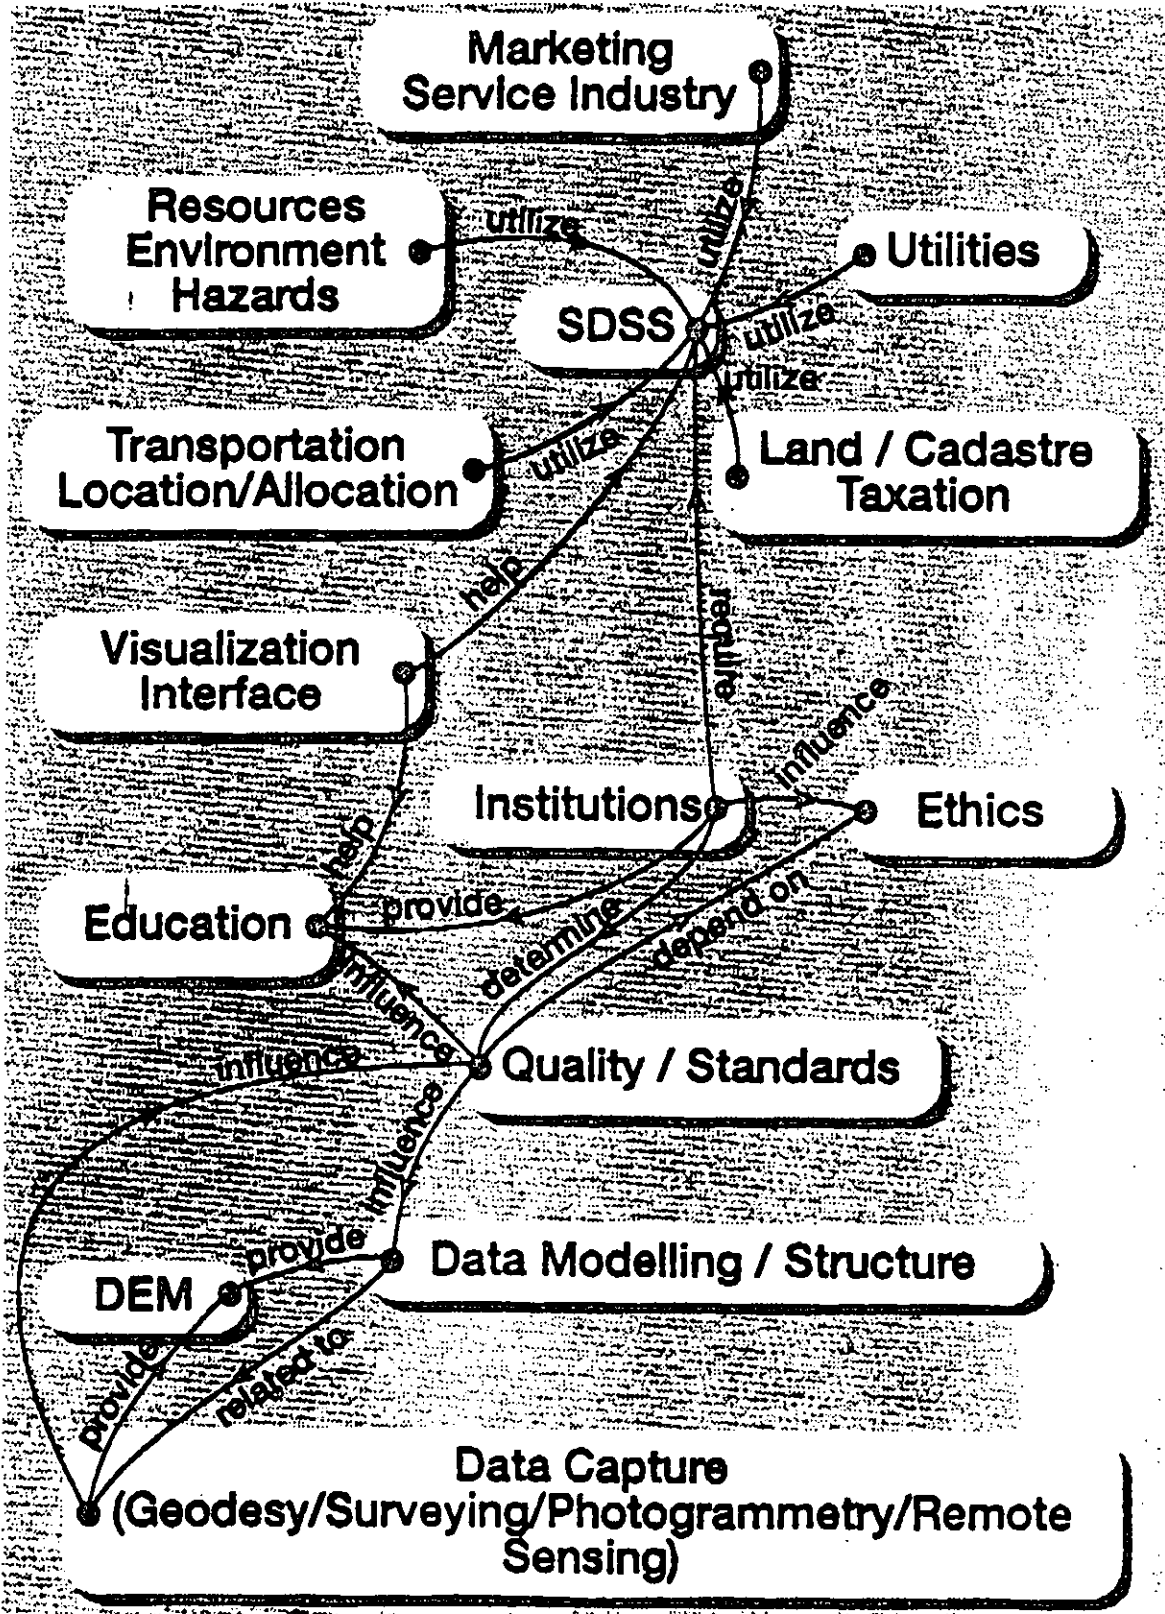 Marketing
Service Industry
Resources
Environment
Hazards
utilize
utilize
Utilities
SDSS
utilize
utilize
Transportation
Location/Allocation
utilize
Land / Cadastre
Taxation
help
require
Visualization
Interface
influence
Institutions
Ethics
help
Education
provide
determine
depend on
influence
influence
Quality / Standards
influence
provide
Data Modelling / Structure
DEM
provide
related to
Data Capture
(Geodesy/Surveying/Photogrammetry/Remote
Sensing)